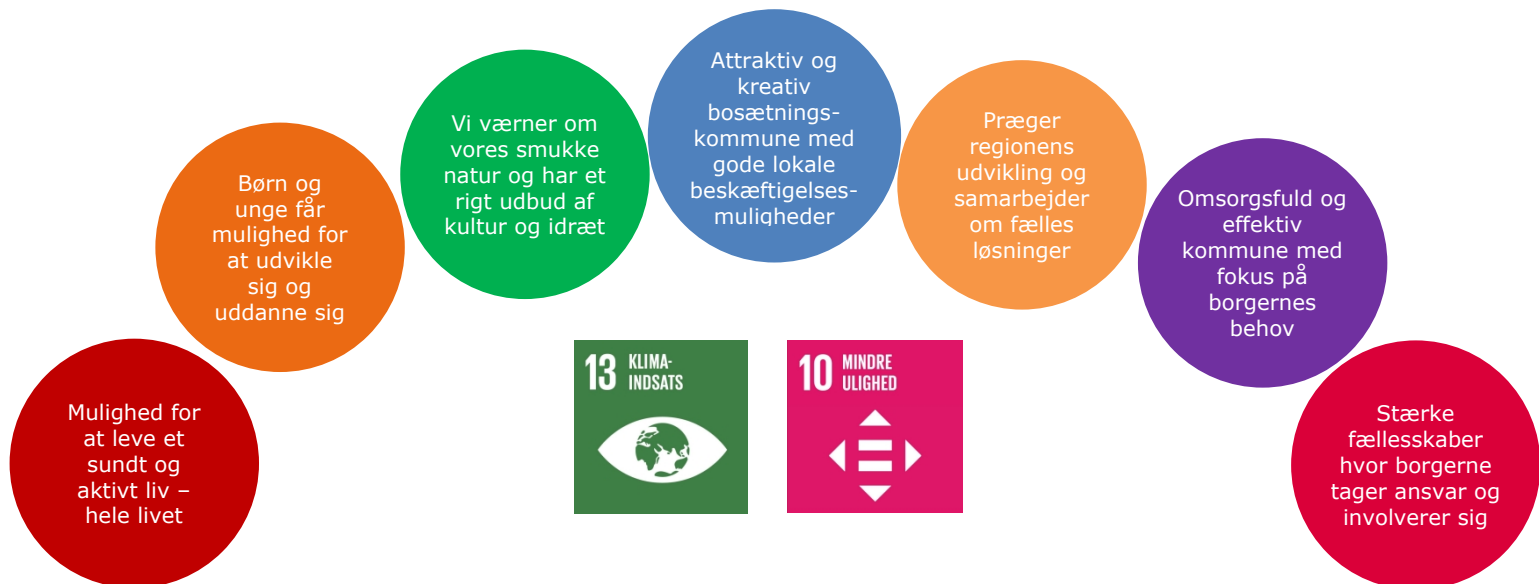 Mulighed for
at leve et
sundt og
aktivt liv –
hele livet
Børn og
unge får
mulighed for
at udvikle
sig og
uddanne sig
Vi værner om
vores smukke
natur og har et
rigt udbud af
kultur og idræt
Attraktiv og
kreativ
bosætnings-
kommune med
gode lokale
beskæftigelses-
muligheder
Præger
regionens
udvikling og
samarbejder
om fælles
løsninger
Omsorgsfuld og
effektiv
kommune med
fokus på
borgernes
behov
Stærke
fællesskaber
hvor borgerne
tager ansvar og
involverer sig
13 KLIMA-
INDSATS
10 MINDRE
ULIGHED